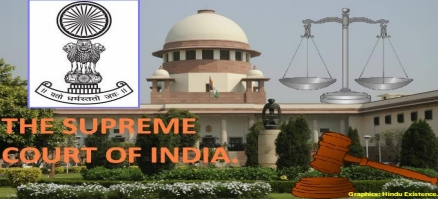 ॥ यतो धर्मस्ततो जयः ॥
THE SUPREME
COURT OF INDIA.
Graphics: Hindu Existence.